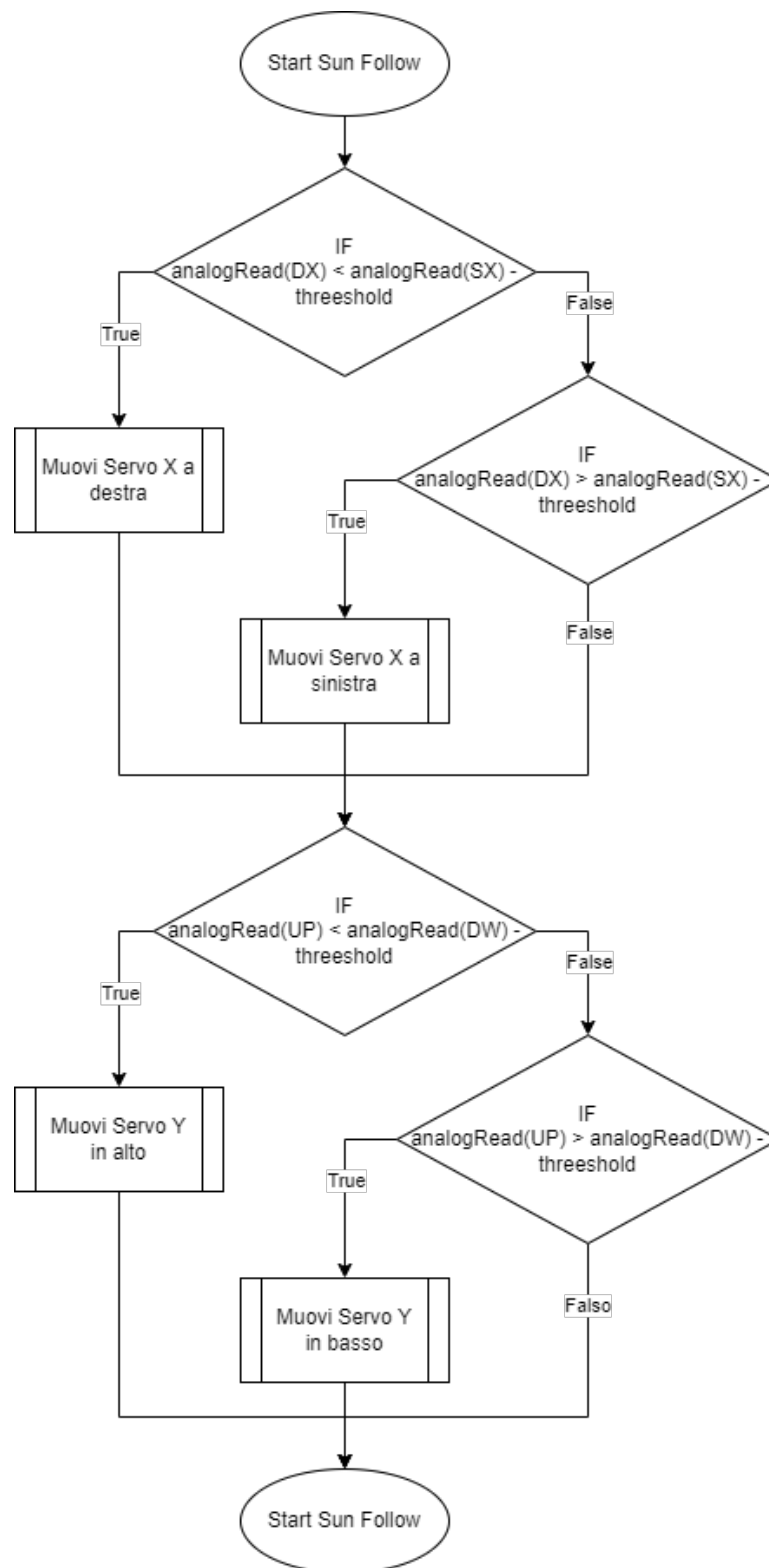 Start Sun Follow
IF
analogRead(DX) < analogRead(SX) -
threeshold
True
False
Muovi Servo X a
destra
IF
analogRead(DX) > analogRead(SX) -
threeshold
True
False
Muovi Servo X a
sinistra
IF
analogRead(UP) < analogRead(DW) -
threeshold
True
False
Muovi Servo Y
in alto
IF
analogRead(UP) > analogRead(DW) -
threeshold
True
Falso
Muovi Servo Y
in basso
Start Sun Follow